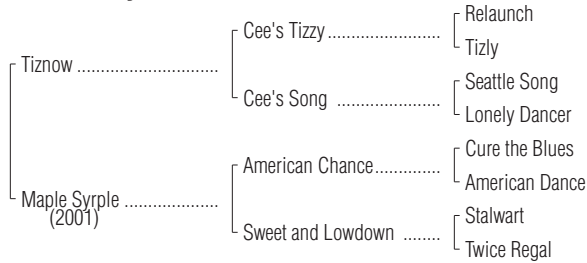 Relaunch
Cee's Tizzy
Tizly
Tiznow
Seattle Song
Cee's Song
Lonely Dancer
Cure the Blues
American Chance
American Dance
Maple Syrple
(2001)
Stalwart
Sweet and Lowdown
Twice Regal